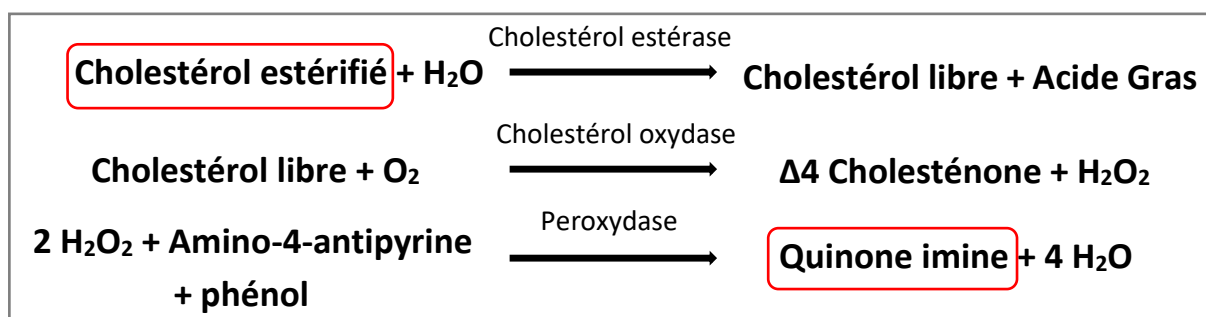 Cholestérol estérase
Cholestérol estérifié + H₂O
Cholestérol libre + Acide Gras
Cholestérol oxydase
Cholestérol libre + O₂
Δ4 Cholesténone + H₂O₂
Peroxydase
2 H₂O₂ + Amino-4-antipyrine
+ phénol
Quinone imine + 4 H₂O